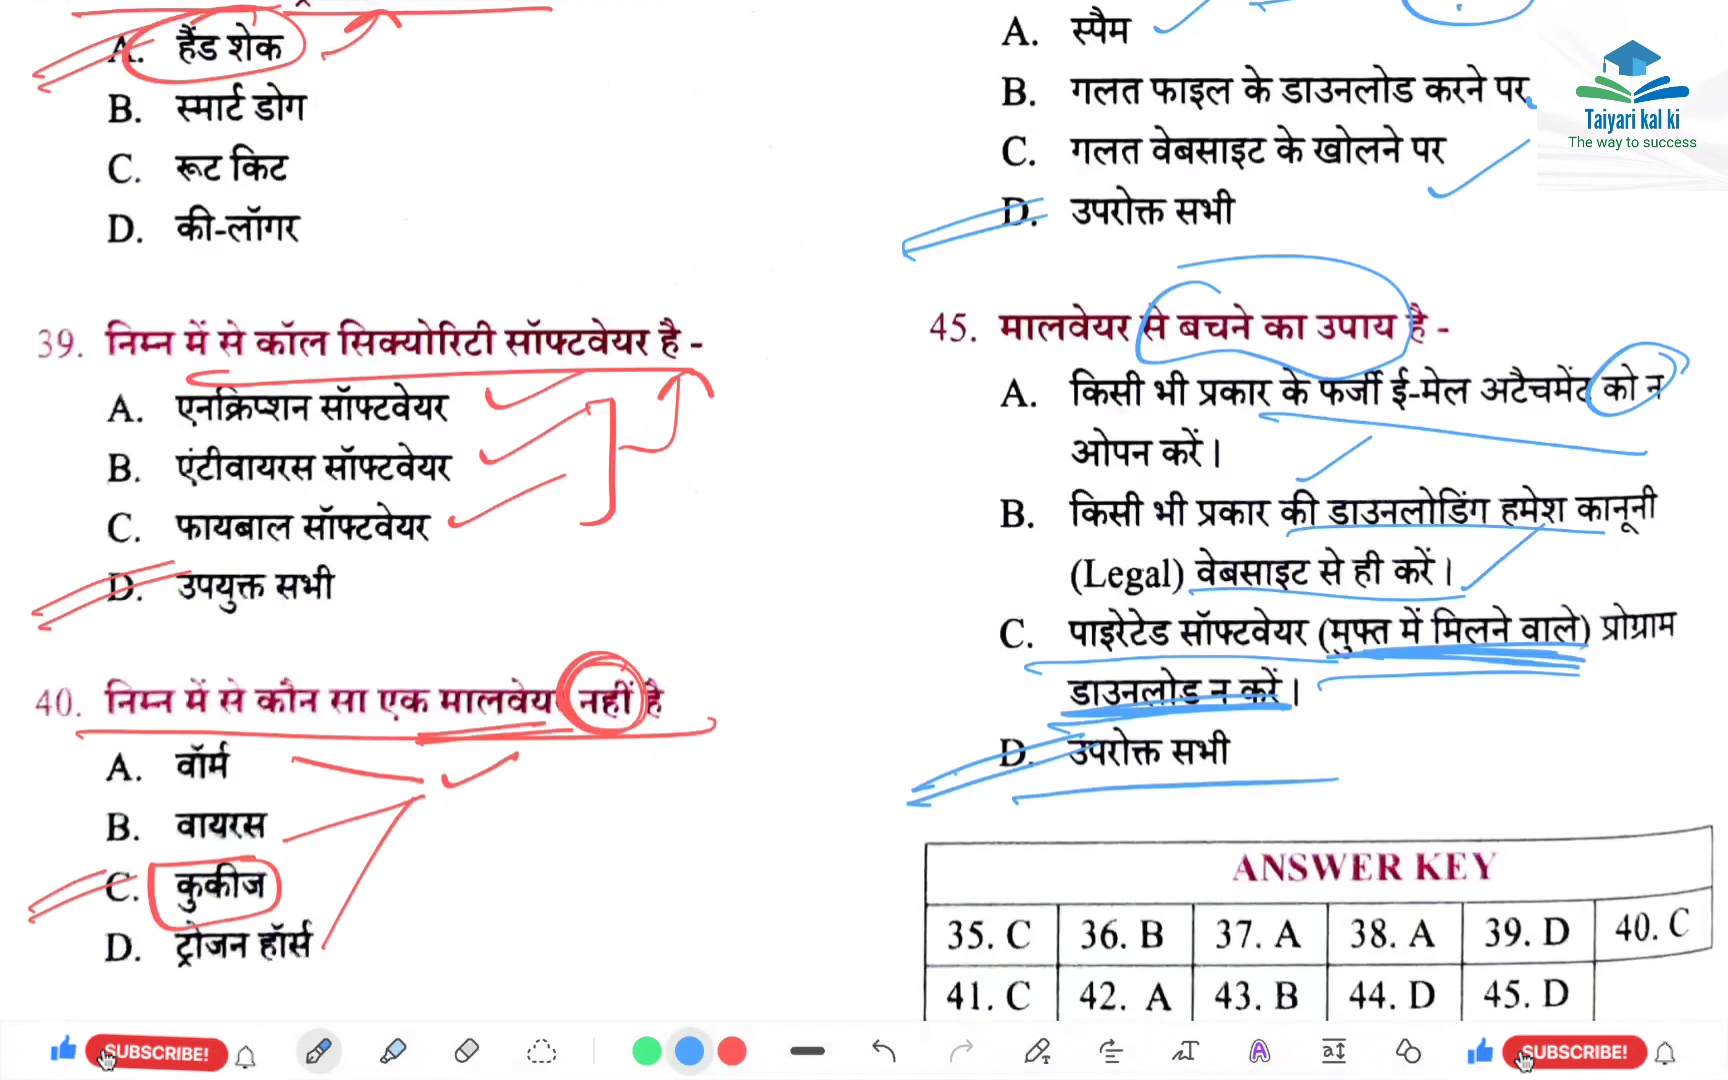 A. हैंड शेक
B. स्मार्ट डोग
C. रूट किट
D. की-लॉगर
39. निम्न में से कॉल सिक्योरिटी सॉफ्टवेयर है -
A. एनक्रिप्शन सॉफ्टवेयर
B. एंटीवायरस सॉफ्टवेयर
C. फायबाल सॉफ्टवेयर
D. उपयुक्त सभी
40. निम्न में से कौन सा एक मालवेय नहीं है
A. वॉर्म
B. वायरस
C. कुकीज
D. ट्रोजन हॉर्स
A. स्पैम
B. गलत फाइल के डाउनलोड करने पर
C. गलत वेबसाइट के खोलने पर
D. उपरोक्त सभी
45. मालवेयर से बचने का उपाय है -
A. किसी भी प्रकार के फर्जी ई-मेल अटैचमेंट को न
ओपन करें।
B. किसी भी प्रकार की डाउनलोडिंग हमेश कानूनी
(Legal) वेबसाइट से ही करें।
C. पाइरेटेड सॉफ्टवेयर (मुफ्त में मिलने वाले) प्रोग्राम
डाउनलोड न करें।
D. उपरोक्त सभी
ANSWER KEY
35. C 36. B 37. A 38. A 39. D 40. C
41. C 42. A 43. B 44. D 45. D
Taiyari kal ki
The way to success
SUBSCRIBE!
SUBSCRIBE!